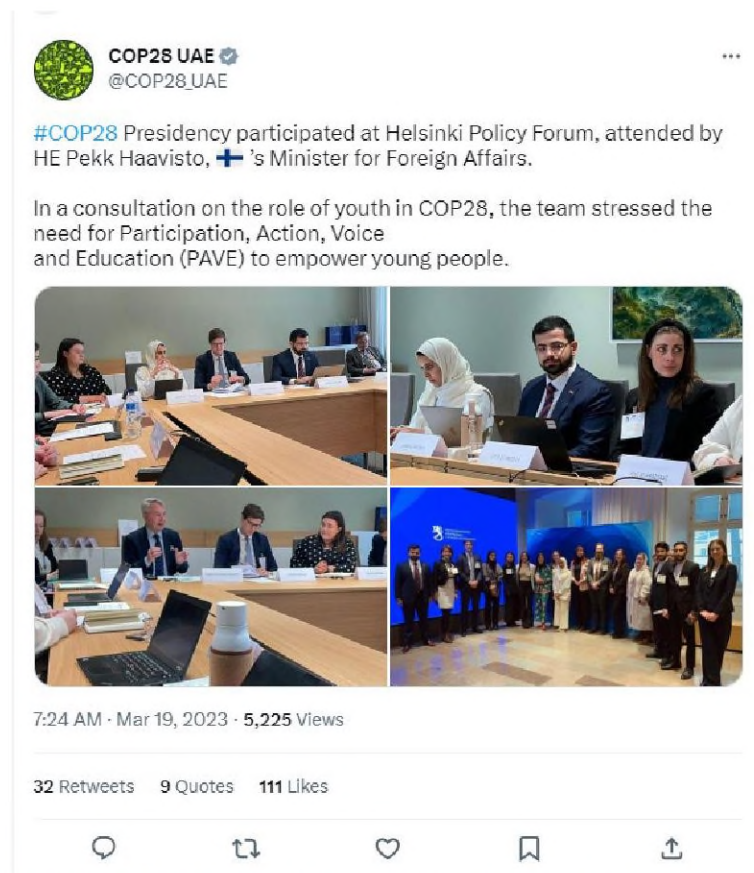 COP28 UAE
@COP28_UAE
#COP28 Presidency participated at Helsinki Policy Forum, attended by
HE Pekk Haavisto, 🇫🇮 's Minister for Foreign Affairs.
In a consultation on the role of youth in COP28, the team stressed the
need for Participation, Action, Voice
and Education (PAVE) to empower young people.
7:24 AM · Mar 19, 2023 · 5,225 Views
32 Retweets 9 Quotes 111 Likes